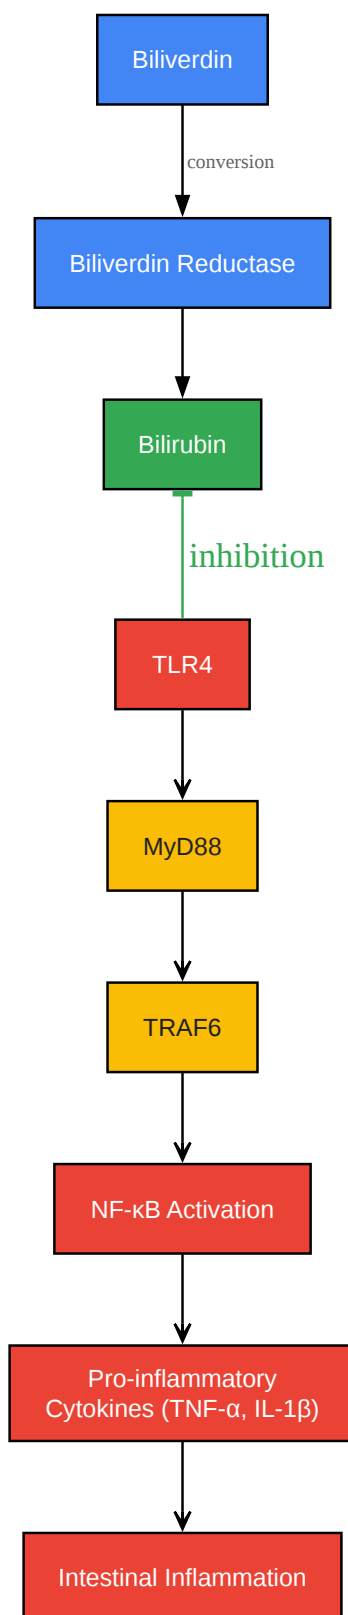 Biliverdin
conversion
Biliverdin Reductase
Bilirubin
inhibition
TLR4
MyD88
TRAF6
NF-κB Activation
Pro-inflammatory
Cytokines (TNF-α, IL-1β)
Intestinal Inflammation